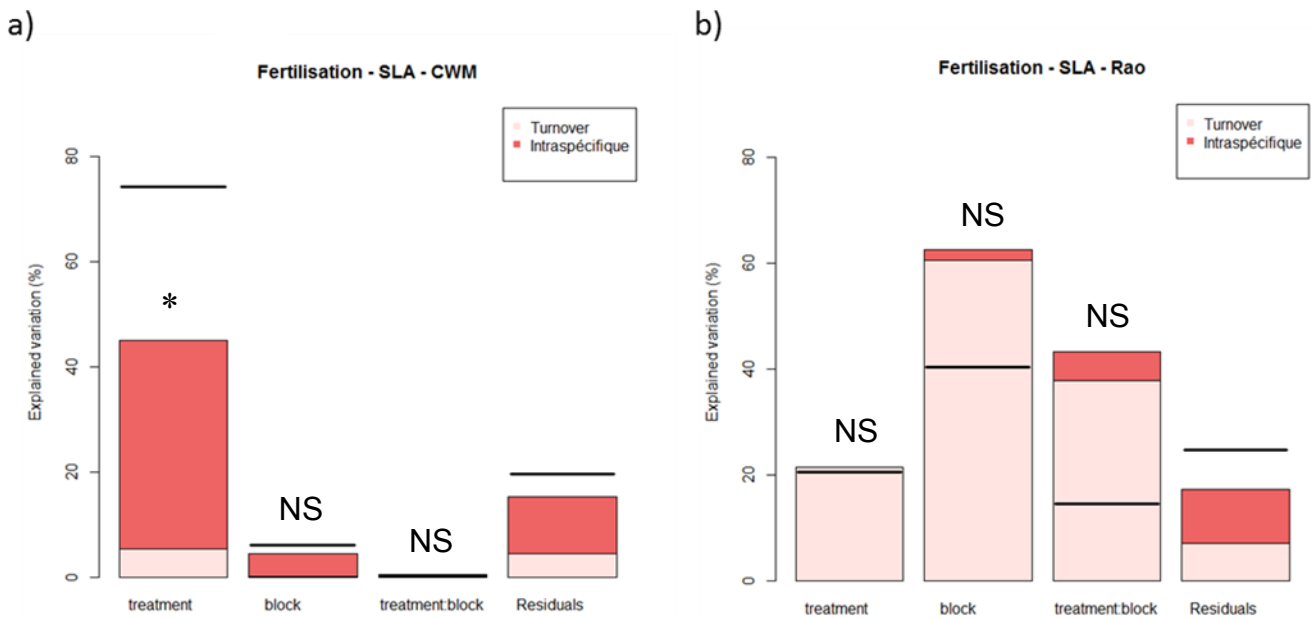 a)
Fertilisation - SLA - CWM
Turnover
Intraspécifique
Explained variation (%)
80
60
40
20
0
*
NS
NS
treatment
block
treatment:block
Residuals
b)
Fertilisation - SLA - Rao
Turnover
Intraspécifique
Explained variation (%)
80
60
40
20
0
NS
NS
NS
treatment
block
treatment:block
Residuals